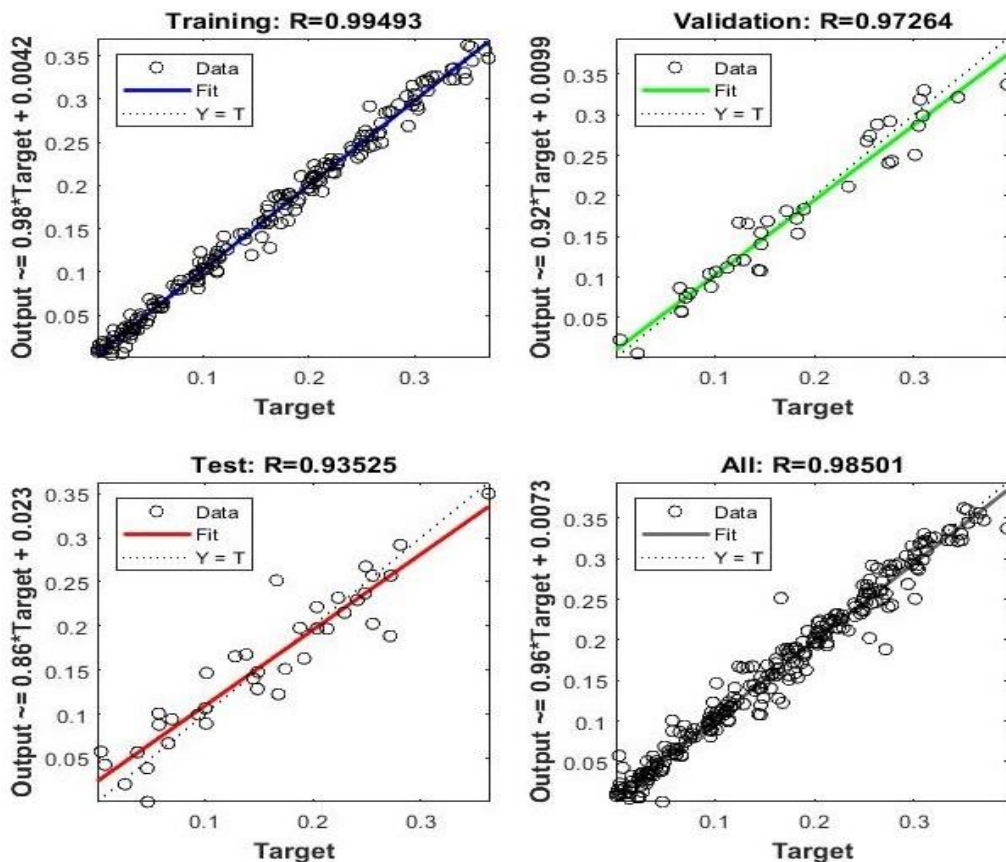 Training: R=0.99493
Output ~= 0.98*Target + 0.0042
0.35
0.3
0.25
0.2
0.15
0.1
0.05
Data
Fit
Y = T
0.1
0.2
0.3
Target
Validation: R=0.97264
Output ~= 0.92*Target + 0.0099
0.35
0.3
0.25
0.2
0.15
0.1
0.05
Data
Fit
Y = T
0.1
0.2
0.3
Target
Test: R=0.93525
Output ~= 0.86*Target + 0.023
0.35
0.3
0.25
0.2
0.15
0.1
0.05
Data
Fit
Y = T
0.1
0.2
0.3
Target
All: R=0.98501
Output ~= 0.96*Target + 0.0073
0.35
0.3
0.25
0.2
0.15
0.1
0.05
Data
Fit
Y = T
0.1
0.2
0.3
Target